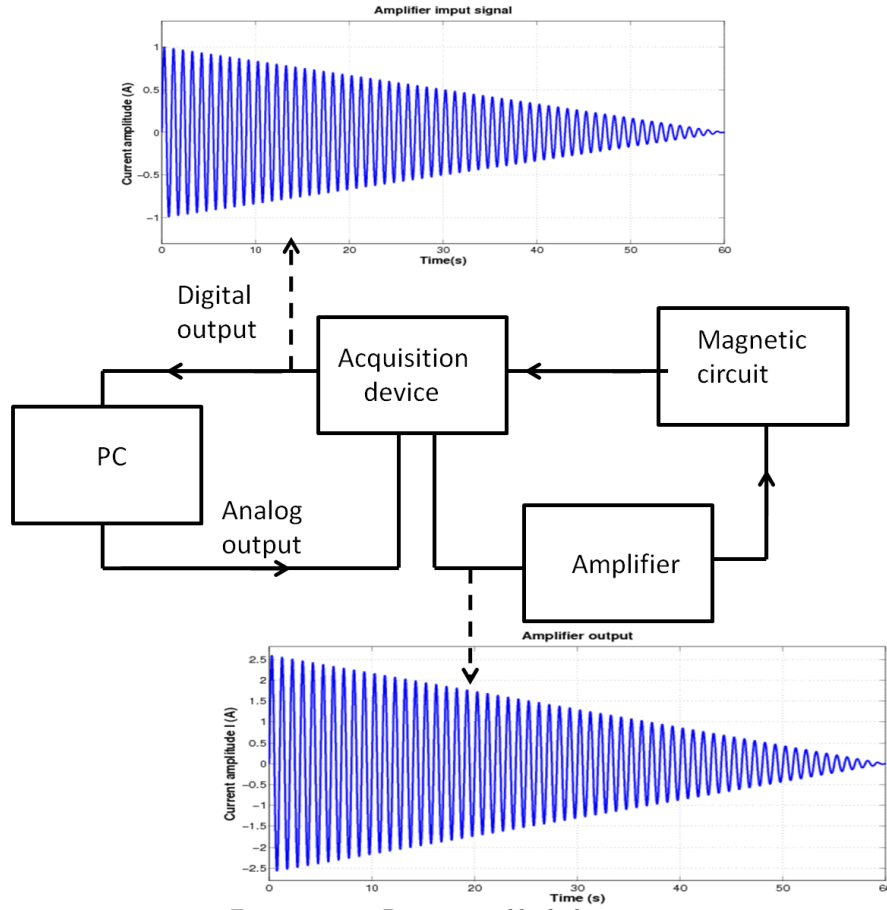 Amplifier imput signal
Current amplitude (A)
1
0.5
0
−0.5
−1
0 10 20 30 40 50 60
Time(s)
Digital
output
Acquisition
device
Magnetic
circuit
PC
Analog
output
Amplifier
Amplifier output
Current amplitude I (A)
2.5
2
1.5
1
0.5
0
−0.5
−1
−1.5
−2
−2.5
0 10 20 30 40 50 60
Time (s)